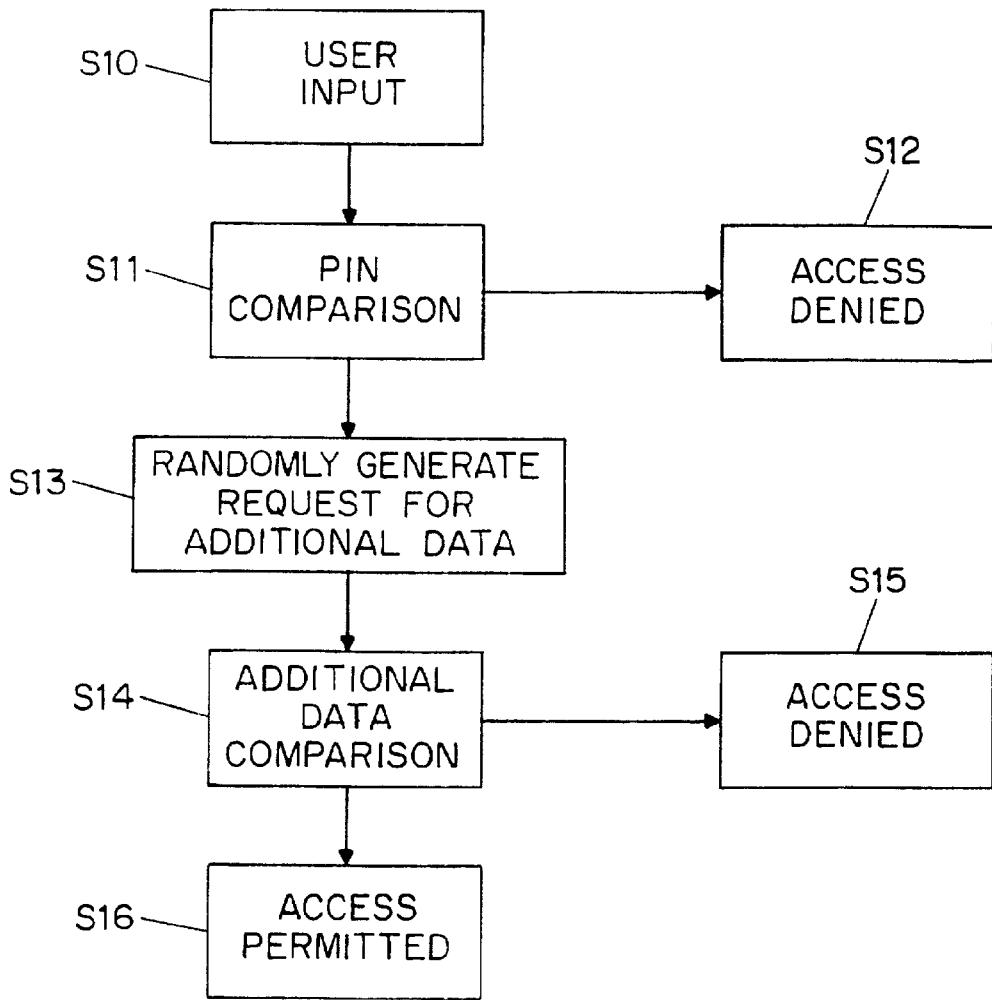 S10
USER
INPUT
S12
S11
PIN
COMPARISON
ACCESS
DENIED
S13
RANDOMLY GENERATE
REQUEST FOR
ADDITIONAL DATA
S15
S14
ADDITIONAL
DATA
COMPARISON
ACCESS
DENIED
S16
ACCESS
PERMITTED